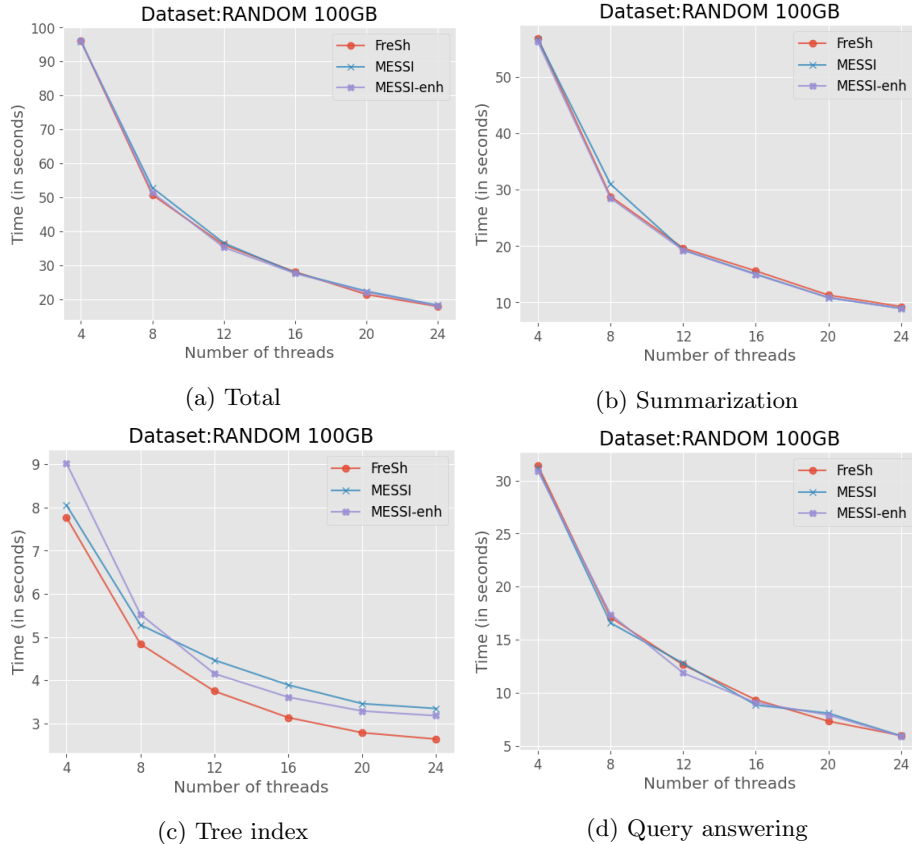 Dataset:RANDOM 100GB
FreSh
MESSI
MESSI-enh
Time (in seconds)
100
90
80
70
60
50
40
30
20
4 8 12 16 20 24
Number of threads
(a) Total
Dataset:RANDOM 100GB
FreSh
MESSI
MESSI-enh
Time (in seconds)
50
40
30
20
10
4 8 12 16 20 24
Number of threads
(b) Summarization
Dataset:RANDOM 100GB
FreSh
MESSI
MESSI-enh
Time (in seconds)
9
8
7
6
5
4
3
4 8 12 16 20 24
Number of threads
(c) Tree index
Dataset:RANDOM 100GB
FreSh
MESSI
MESSI-enh
Time (in seconds)
30
25
20
15
10
5
4 8 12 16 20 24
Number of threads
(d) Query answering